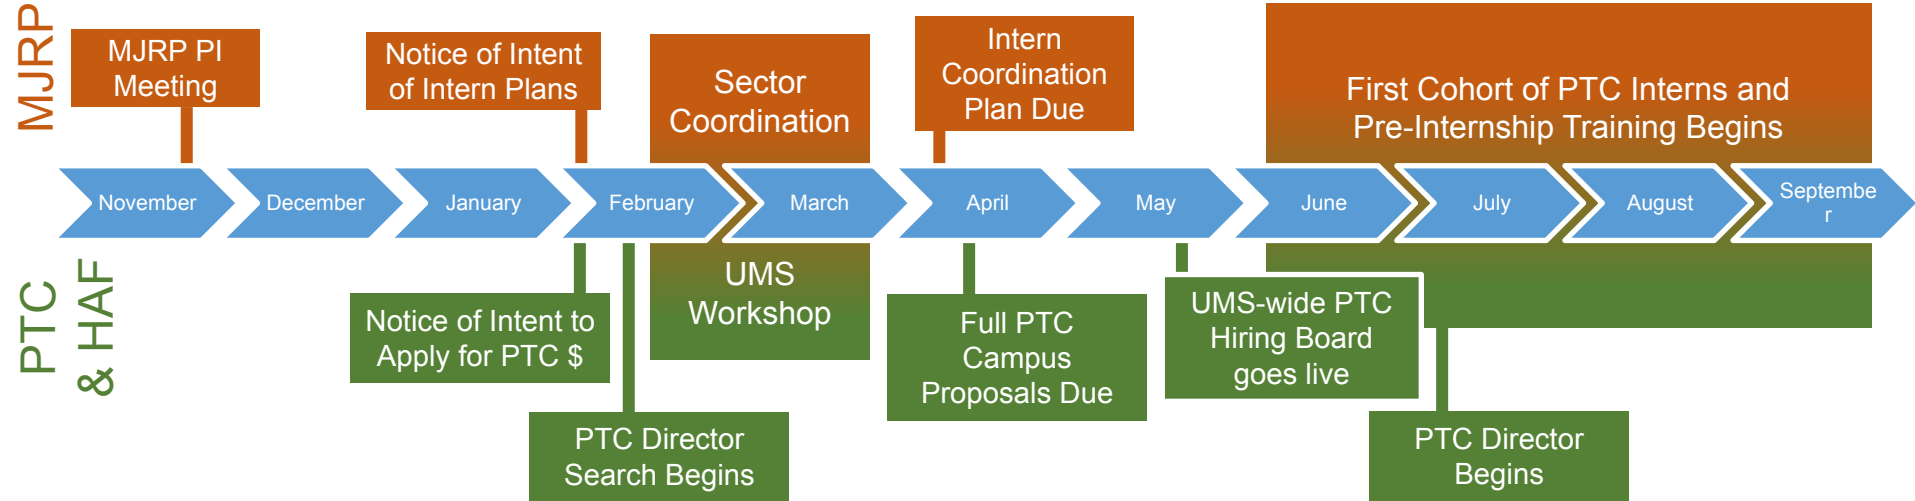 MJRP
MJRP PI
Meeting
Notice of Intent
of Intern Plans
Sector
Coordination
Intern
Coordination
Plan Due
First Cohort of PTC Interns and
Pre-Internship Training Begins
November
December
January
February
March
April
May
June
July
August
Septembe
r
PTC
& HAF
Notice of Intent to
Apply for PTC $
PTC Director
Search Begins
UMS
Workshop
Full PTC
Campus
Proposals Due
UMS-wide PTC
Hiring Board
goes live
PTC Director
Begins